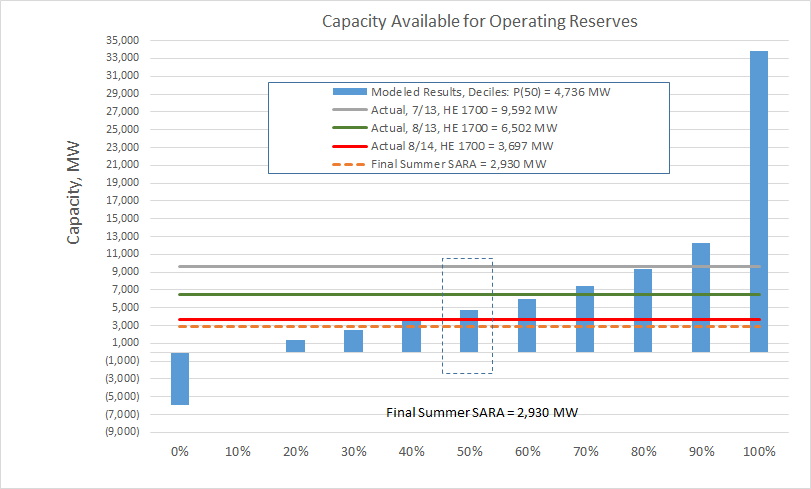 Capacity Available for Operating Reserves
35,000
33,000
31,000
29,000
27,000
25,000
23,000
21,000
19,000
17,000
15,000
13,000
11,000
9,000
7,000
5,000
3,000
1,000
(1,000)
(3,000)
(5,000)
(7,000)
(9,000)
Capacity, MW
Modeled Results, Deciles: P(50) = 4,736 MW
Actual, 7/13, HE 1700 = 9,592 MW
Actual, 8/13, HE 1700 = 6,502 MW
Actual 8/14, HE 1700 = 3,697 MW
Final Summer SARA = 2,930 MW
Final Summer SARA = 2,930 MW
0% 10% 20% 30% 40% 50% 60% 70% 80% 90% 100%